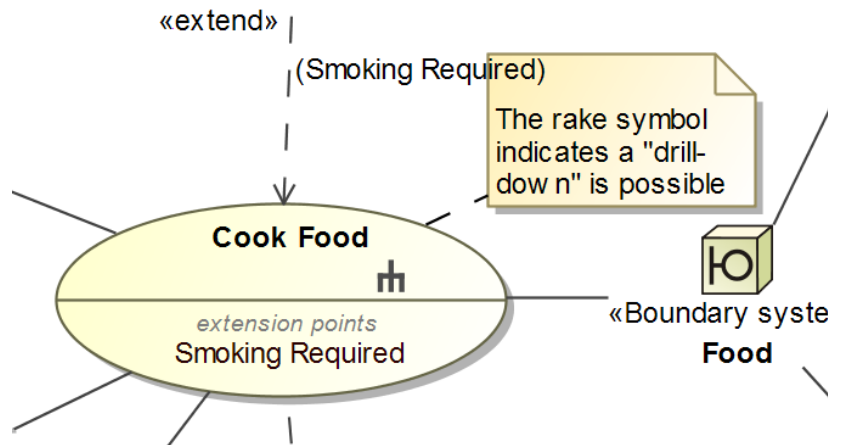 «extend»
(Smoking Required)
The rake symbol
indicates a "drill-
dow n" is possible
Cook Food
extension points
Smoking Required
«Boundary syste
Food